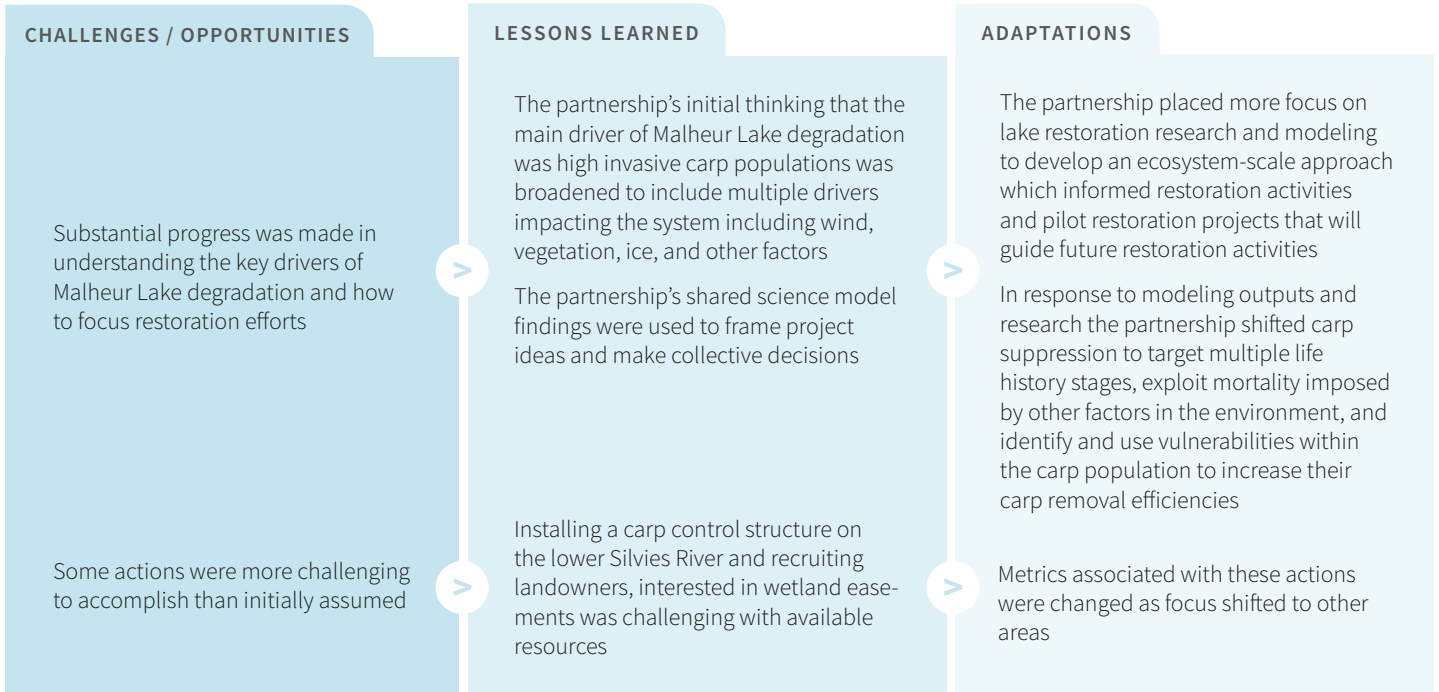 CHALLENGES / OPPORTUNITIES
LESSONS LEARNED
ADAPTATIONS
Substantial progress was made in
understanding the key drivers of
Malheur Lake degradation and how
to focus restoration efforts
>
The partnership's initial thinking that the
main driver of Malheur Lake degradation
was high invasive carp populations was
broadened to include multiple drivers
impacting the system including wind,
vegetation, ice, and other factors
The partnership's shared science model
findings were used to frame project
ideas and make collective decisions
>
The partnership placed more focus on
lake restoration research and modeling
to develop an ecosystem-scale approach
which informed restoration activities
and pilot restoration projects that will
guide future restoration activities
In response to modeling outputs and
research the partnership shifted carp
suppression to target multiple life
history stages, exploit mortality imposed
by other factors in the environment, and
identify and use vulnerabilities within
the carp population to increase their
carp removal efficiencies
Some actions were more challenging
to accomplish than initially assumed
>
Installing a carp control structure on
the lower Silvies River and recruiting
landowners, interested in wetland ease-
ments was challenging with available
resources
>
Metrics associated with these actions
were changed as focus shifted to other
areas